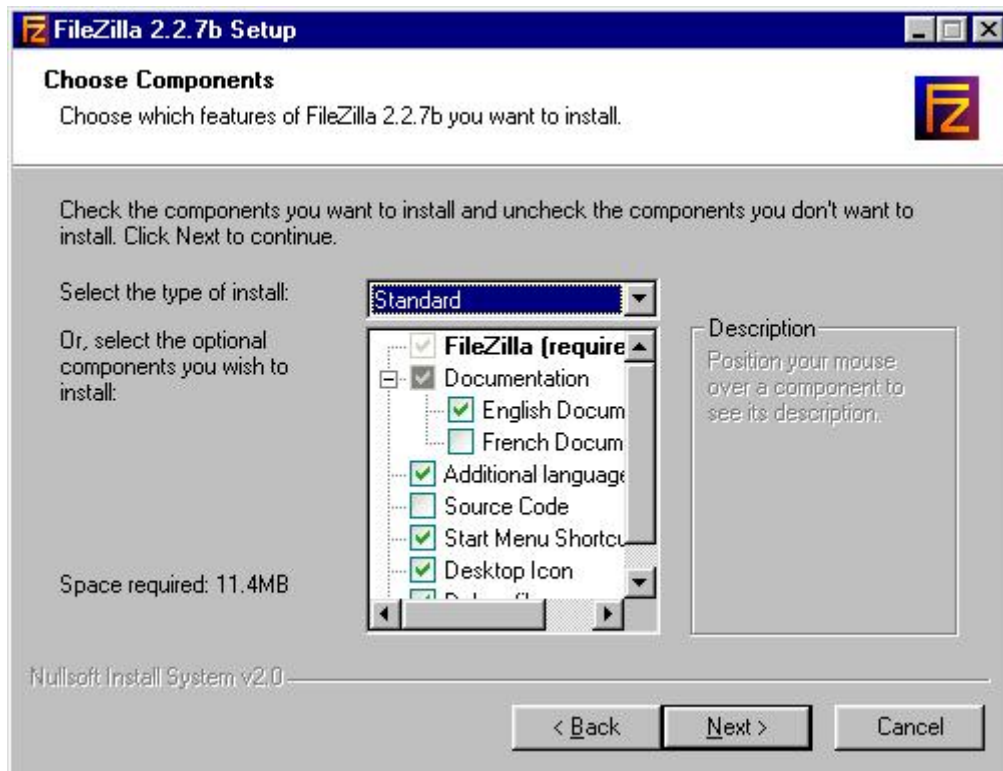 FileZilla 2.2.7b Setup
Choose Components
Choose which features of FileZilla 2.2.7b you want to install.
Check the components you want to install and uncheck the components you don't want to
install. Click Next to continue.
Select the type of install:
Standard
Or, select the optional
components you wish to
install:
FileZilla (require
Documentation
English Docum
French Docum
Additional language
Source Code
Start Menu Shortcu
Desktop Icon
Description
Position your mouse
over a component to
see its description.
Space required: 11.4MB
Nullsoft Install System v2.0
< Back
Next >
Cancel